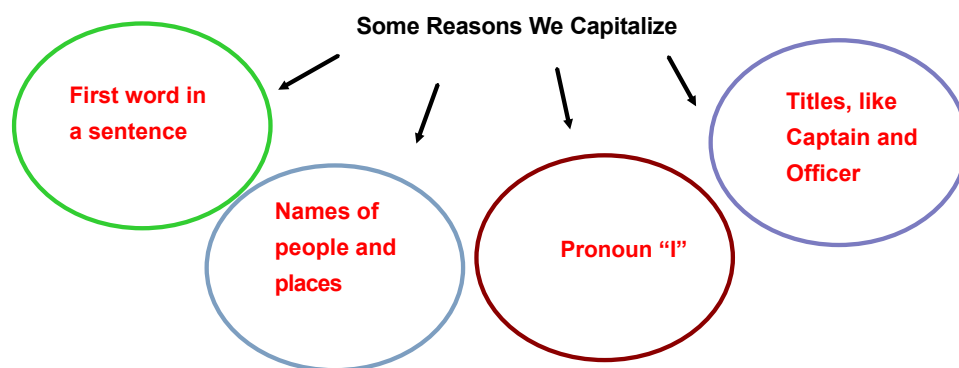 Some Reasons We Capitalize
First word in
a sentence
Names of
people and
places
Pronoun “I”
Titles, like
Captain and
Officer